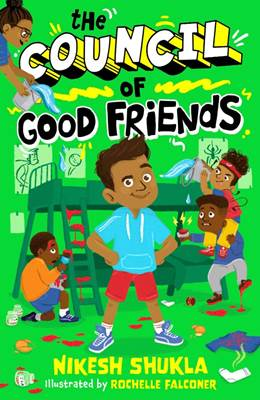 the
COUNCIL
OF
GOOD FRIENDS
NIKESH SHUKLA
Illustrated by ROCHELLE FALCONER